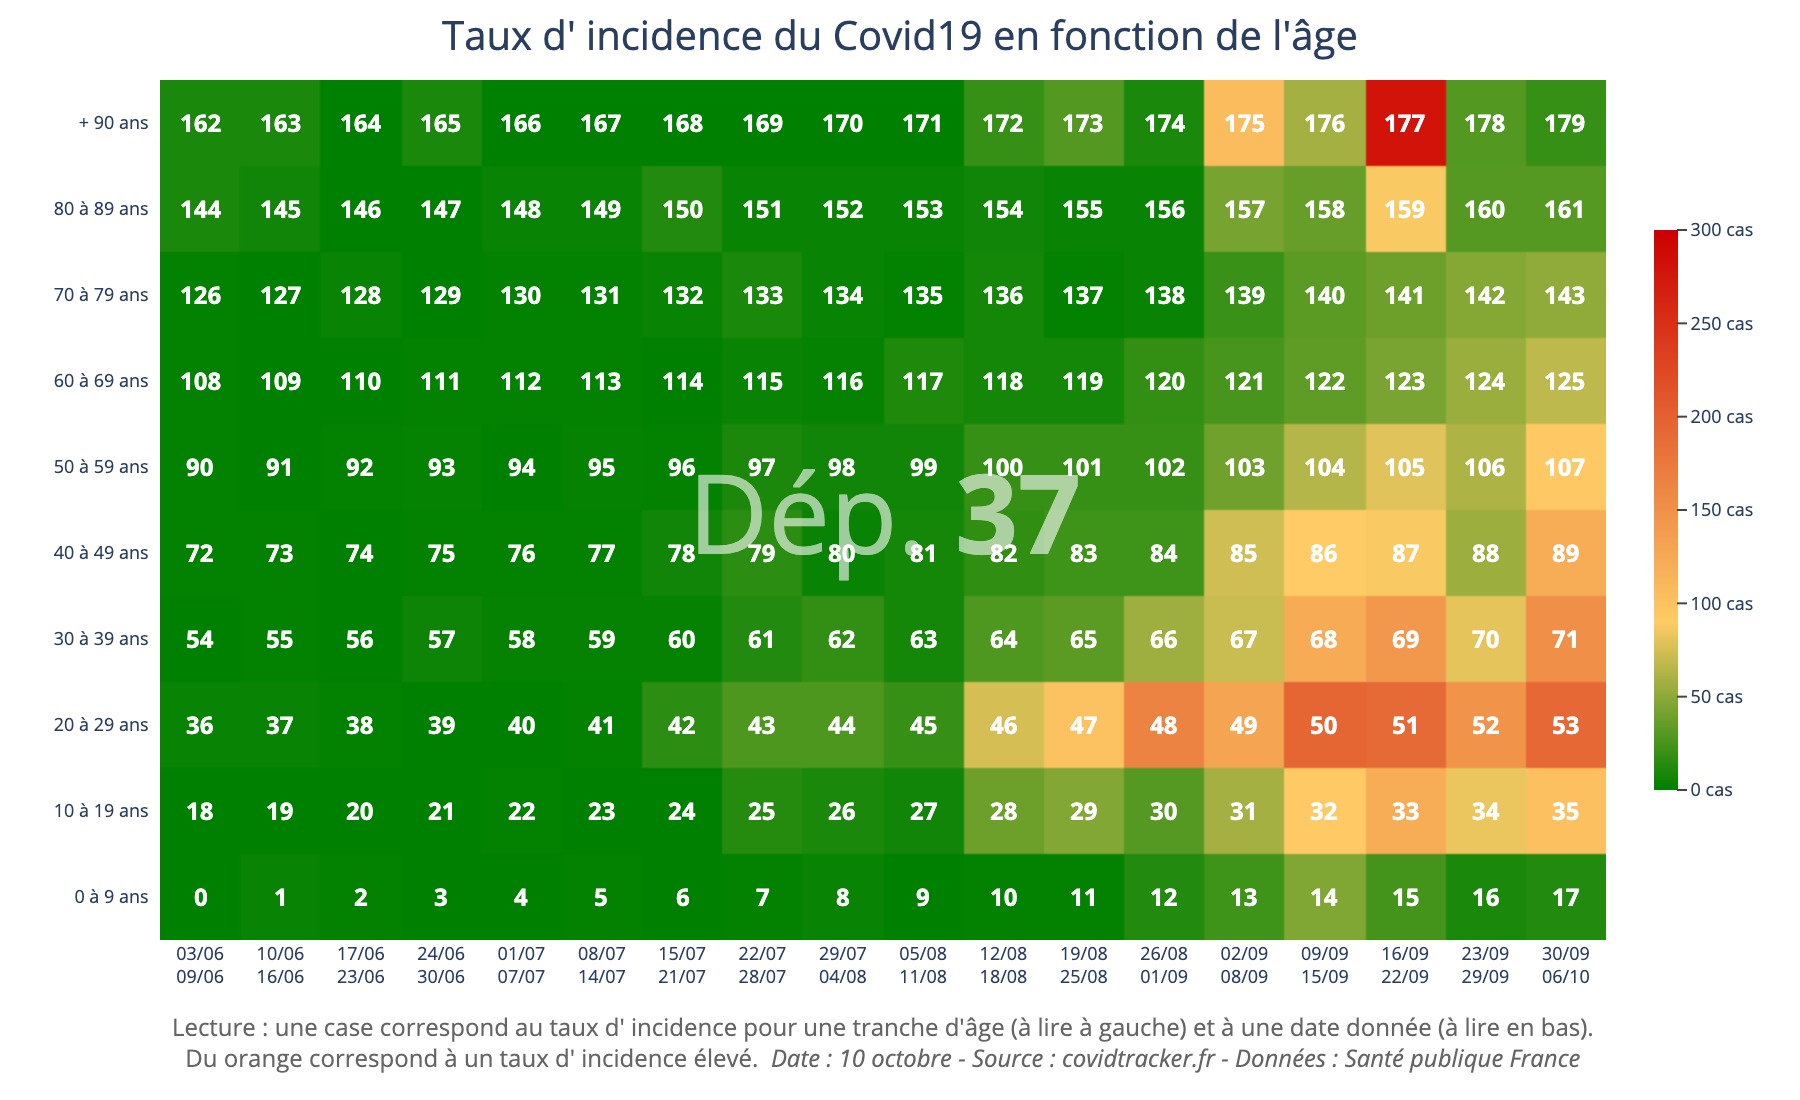 Taux d' incidence du Covid19 en fonction de l'âge
+ 90 ans 162 163 164 165 166 167 168 169 170 171 172 173 174 175 176 177 178 179
80 à 89 ans 144 145 146 147 148 149 150 151 152 153 154 155 156 157 158 159 160 161
300 cas
70 à 79 ans 126 127 128 129 130 131 132 133 134 135 136 137 138 139 140 141 142 143
250 cas
60 à 69 ans 108 109 110 111 112 113 114 115 116 117 118 119 120 121 122 123 124 125
200 cas
50 à 59 ans 90 91 92 93 94 95 96 97 98 99 100 101 102 103 104 105 106 107
Dép. 37
150 cas
40 à 49 ans 72 73 74 75 76 77 78 79 80 81 82 83 84 85 86 87 88 89
100 cas
30 à 39 ans 54 55 56 57 58 59 60 61 62 63 64 65 66 67 68 69 70 71
50 cas
20 à 29 ans 36 37 38 39 40 41 42 43 44 45 46 47 48 49 50 51 52 53
0 cas
10 à 19 ans 18 19 20 21 22 23 24 25 26 27 28 29 30 31 32 33 34 35
0 à 9 ans 0 1 2 3 4 5 6 7 8 9 10 11 12 13 14 15 16 17
03/06 10/06 17/06 24/06 01/07 08/07 15/07 22/07 29/07 05/08 12/08 19/08 26/08 02/09 09/09 16/09 23/09 30/09
09/06 16/06 23/06 30/06 07/07 14/07 21/07 28/07 04/08 11/08 18/08 25/08 01/09 08/09 15/09 22/09 29/09 06/10
Lecture : une case correspond au taux d' incidence pour une tranche d'âge (à lire à gauche) et à une date donnée (à lire en bas).
Du orange correspond à un taux d' incidence élevé. Date : 10 octobre - Source : covidtracker.fr - Données : Santé publique France